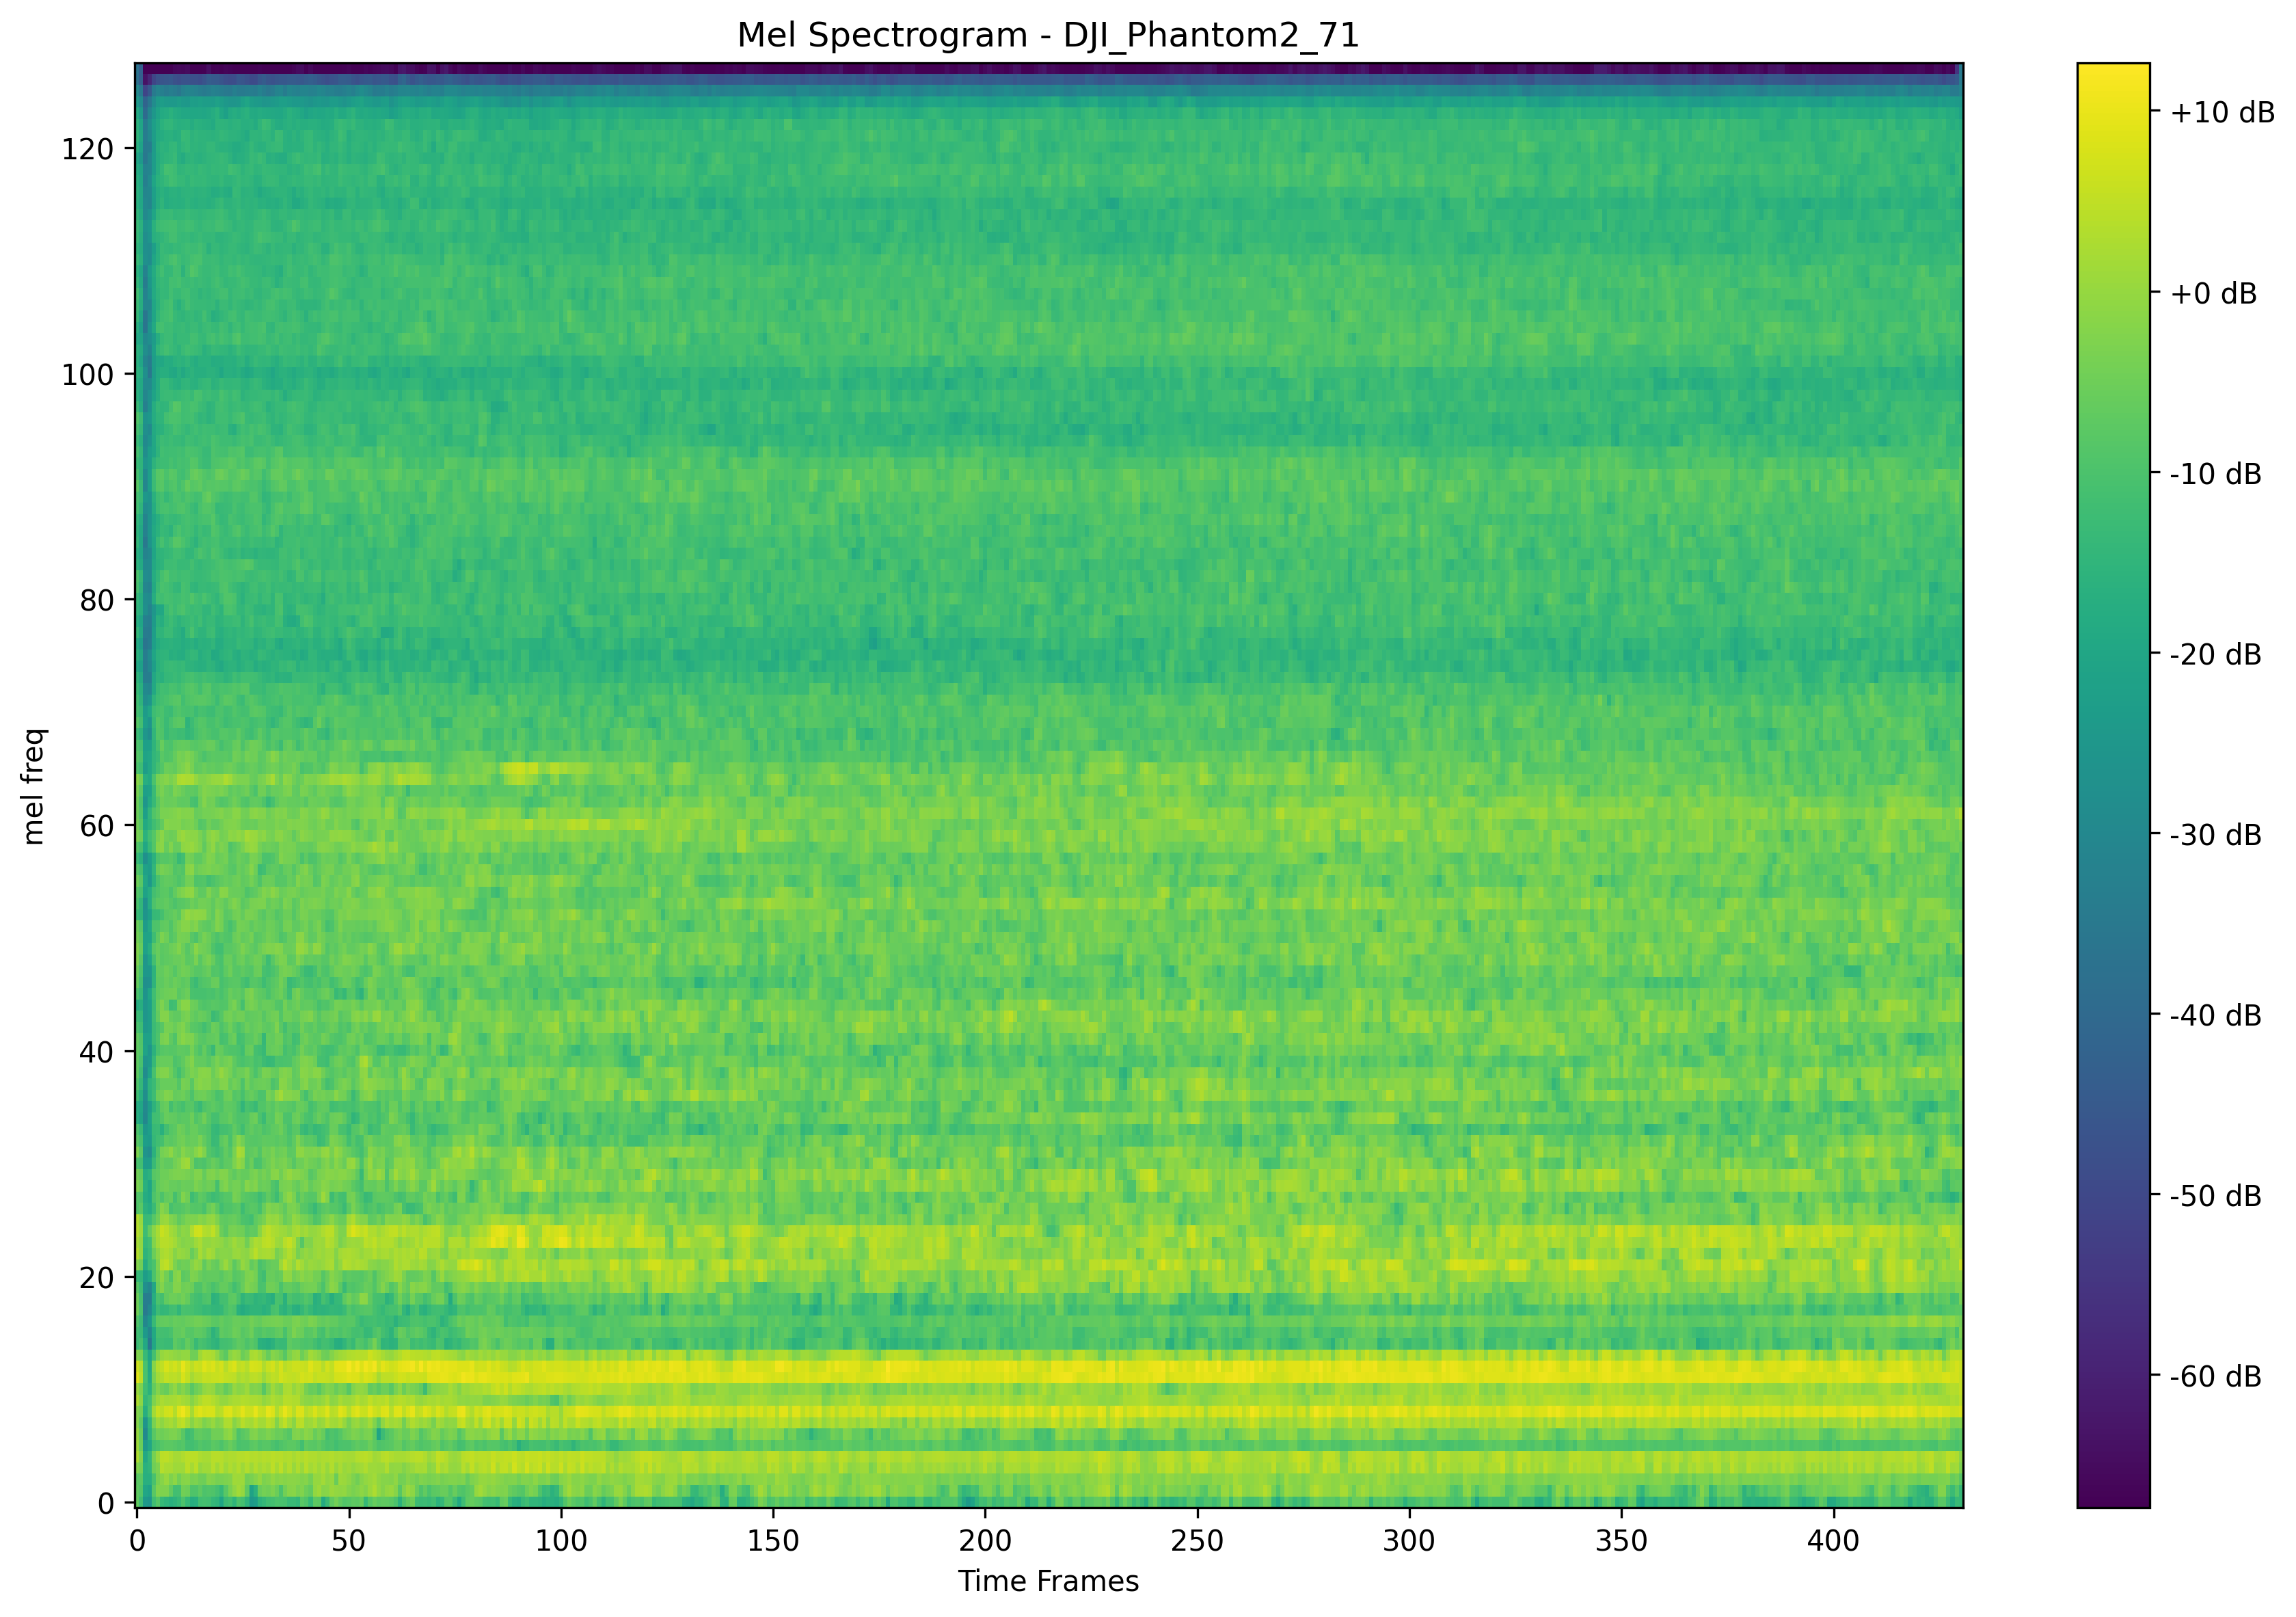 Mel Spectrogram - DJI_Phantom2_71
mel freq
120
100
80
60
40
20
0
0 50 100 150 200 250 300 350 400
Time Frames
+10 dB
+0 dB
-10 dB
-20 dB
-30 dB
-40 dB
-50 dB
-60 dB